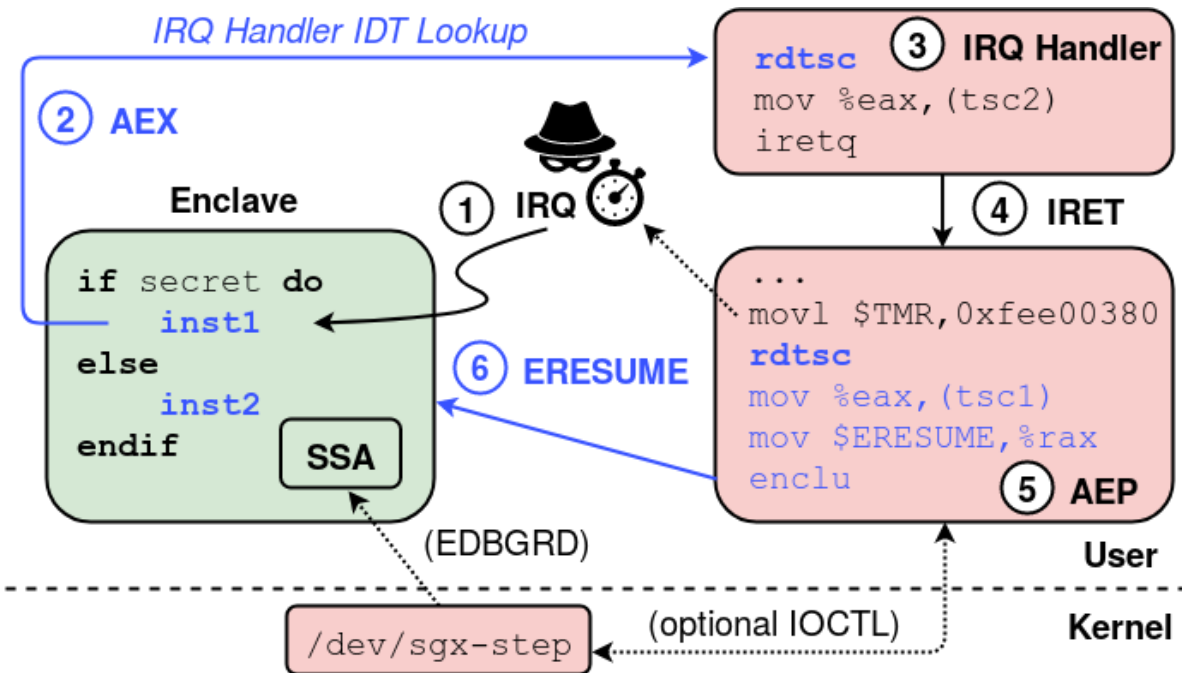 IRQ Handler IDT Lookup
2 AEX
3 IRQ Handler
rdtsc
mov %eax,(tsc2)
iretq
1 IRQ
4 IRET
Enclave
if secret do
inst1
else
inst2
endif
SSA
6 ERESUME
...
movl $TMR,0xfee00380
rdtsc
mov %eax,(tsc1)
mov $ERESUME,%rax
enclu
5 AEP
(EDBGRD)
User
/dev/sgx-step
(optional IOCTL)
Kernel